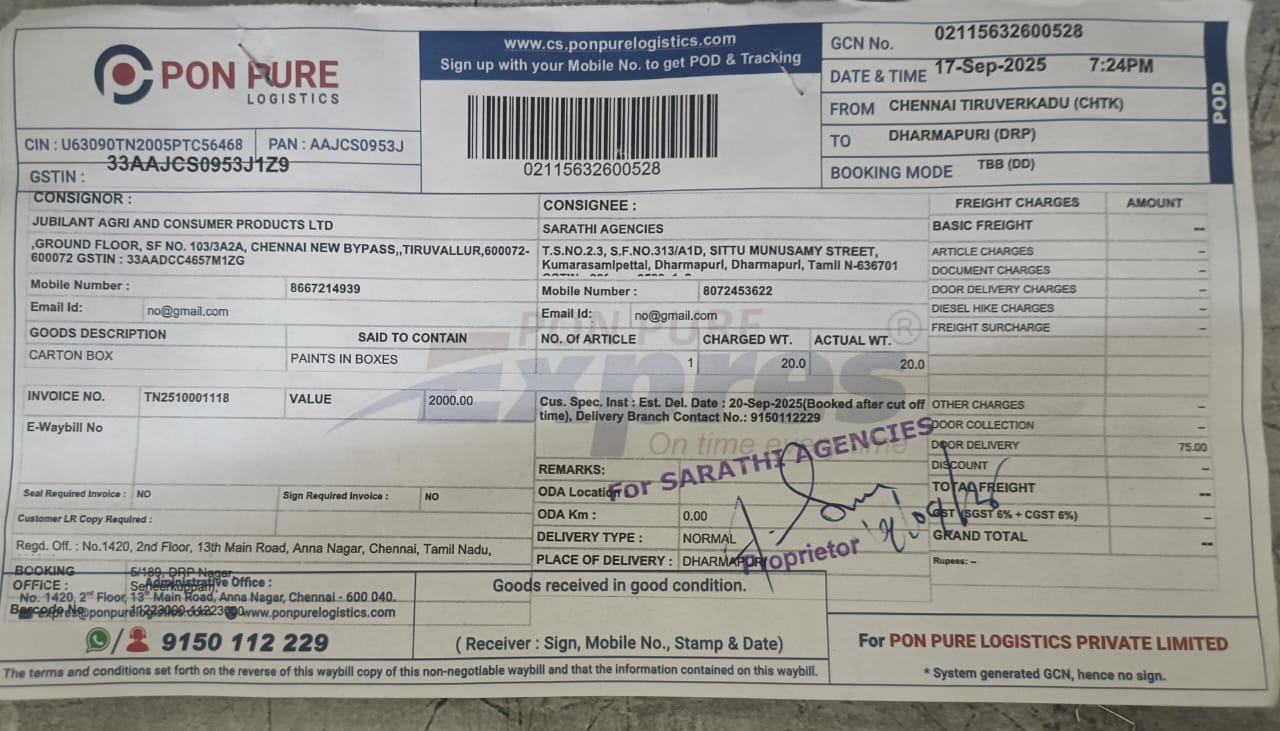 PON PURE
LOGISTICS
www.cs.ponpurelogistics.com
Sign up with your Mobile No. to get POD & Tracking
02115632600528
GCN No. 02115632600528
DATE & TIME 17-Sep-2025 7:24PM
FROM CHENNAI TIRUVERKADU (CHTK)
TO DHARMAPURI (DRP)
BOOKING MODE TBB (DD)
POD
CIN : U63090TN2005PTC56468 PAN : AAJCS0953J
GSTIN : 33AAJCS0953J1Z9
CONSIGNOR :
JUBILANT AGRI AND CONSUMER PRODUCTS LTD
,GROUND FLOOR, SF NO. 103/3A2A, CHENNAI NEW BYPASS,,TIRUVALLUR,600072-
600072 GSTIN : 33AADCC4657M1ZG
Mobile Number : 8667214939
Email Id: no@gmail.com
GOODS DESCRIPTION SAID TO CONTAIN
CARTON BOX PAINTS IN BOXES
INVOICE NO. TN2510001118 VALUE 2000.00
E-Waybill No
Seal Required Invoice : NO Sign Required Invoice : NO
Customer LR Copy Required :
Regd. Off. : No.1420, 2nd Floor, 13th Main Road, Anna Nagar, Chennai, Tamil Nadu,
CONSIGNEE :
SARATHI AGENCIES
T.S.NO.2.3, S.F.NO.313/A1D, SITTU MUNUSAMY STREET,
Kumarasamipettai, Dharmapuri, Dharmapuri, Tamil N-636701
Mobile Number : 8072453622
Email Id: no@gmail.com
NO. Of ARTICLE CHARGED WT. ACTUAL WT.
1 20.0 20.0
Cus. Spec. Inst : Est. Del. Date : 20-Sep-2025(Booked after cut off
time), Delivery Branch Contact No.: 9150112229
PON PURE ®
Expres
On time
REMARKS:
ODA Location
ODA Km : 0.00
DELIVERY TYPE : NORMAL
PLACE OF DELIVERY : DHARMAPURI
For SARATHI AGENCIES
Proprietor
FREIGHT CHARGES AMOUNT
BASIC FREIGHT --
ARTICLE CHARGES –
DOCUMENT CHARGES –
DOOR DELIVERY CHARGES –
DIESEL HIKE CHARGES –
FREIGHT SURCHARGE –
OTHER CHARGES –
DOOR COLLECTION –
DOOR DELIVERY 75.00
DISCOUNT –
TOTAL FREIGHT --
GST (SGST 6% + CGST 6%) –
GRAND TOTAL --
Rupees: –
BOOKING
OFFICE :
5/189, DRP Nagar
Administrative Office :
No. 1420, 2nd Floor, 13th Main Road, Anna Nagar, Chennai - 600 040.
Barcode No
expres@ponpurelogistics.com www.ponpurelogistics.com
9150 112 229
Goods received in good condition.
( Receiver : Sign, Mobile No., Stamp & Date)
For PON PURE LOGISTICS PRIVATE LIMITED
* System generated GCN, hence no sign.
The terms and conditions set forth on the reverse of this waybill copy of this non-negotiable waybill and that the information contained on this waybill.